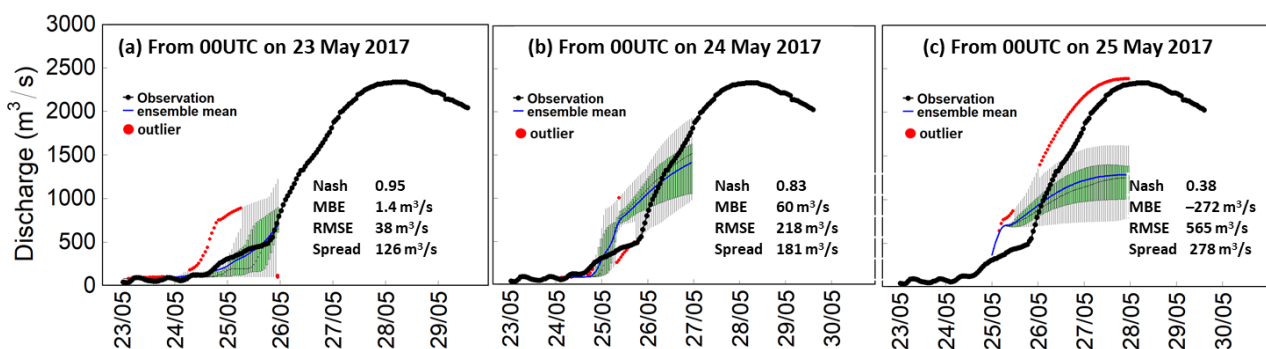 3000
2500
2000
1500
1000
500
0
Discharge (m³/s)
(a) From 00UTC on 23 May 2017
Observation
ensemble mean
outlier
Nash 0.95
MBE 1.4 m³/s
RMSE 38 m³/s
Spread 126 m³/s
23/05
24/05
25/05
26/05
27/05
28/05
29/05
(b) From 00UTC on 24 May 2017
Observation
ensemble mean
outlier
Nash 0.83
MBE 60 m³/s
RMSE 218 m³/s
Spread 181 m³/s
23/05
24/05
25/05
26/05
27/05
28/05
29/05
30/05
(c) From 00UTC on 25 May 2017
Observation
ensemble mean
outlier
Nash 0.38
MBE –272 m³/s
RMSE 565 m³/s
Spread 278 m³/s
23/05
24/05
25/05
26/05
27/05
28/05
29/05
30/05